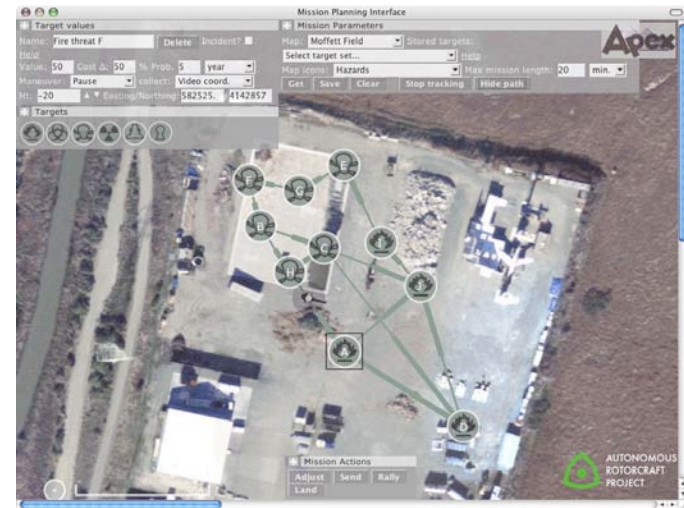 Mission Planning Interface
Target values
Name: Fire threat F Delete Incident?
Help
Value: 50 Cost Δ: 50 % Prob. 5 year
Maneuver: Pause collect: Video coord.
Ht: -20 Easting/Northing: 582525. 4142857
Targets
Mission Parameters
Map: Moffett Field Stored targets:
Select target set... Help
Map icons: Hazards Max mission length: 20 min.
Get Save Clear Stop tracking Hide path
Apex
E
F
G
B
C
H
A
D
Mission Actions
Adjust Send Rally
Land
AUTONOMOUS
ROTORCRAFT
PROJECT